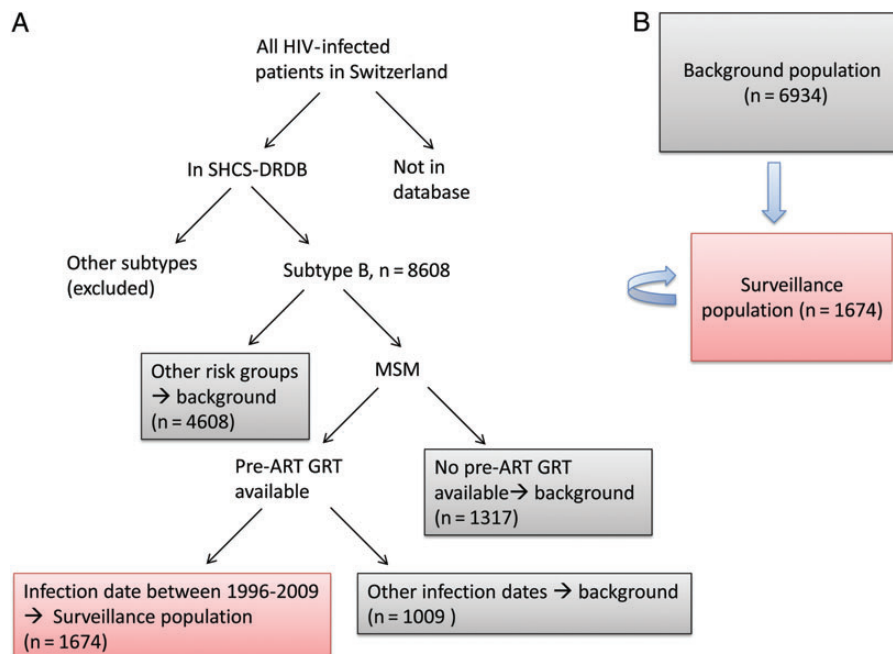 A
All HIV-infected
patients in Switzerland
In SHCS-DRDB
Not in
database
Other subtypes
(excluded)
Subtype B, n = 8608
Other risk groups
→ background
(n = 4608)
MSM
Pre-ART GRT
available
No pre-ART GRT
available→ background
(n = 1317)
Infection date between 1996-2009
→ Surveillance population
(n = 1674)
Other infection dates → background
(n = 1009 )
B
Background population
(n = 6934)
Surveillance
population (n = 1674)